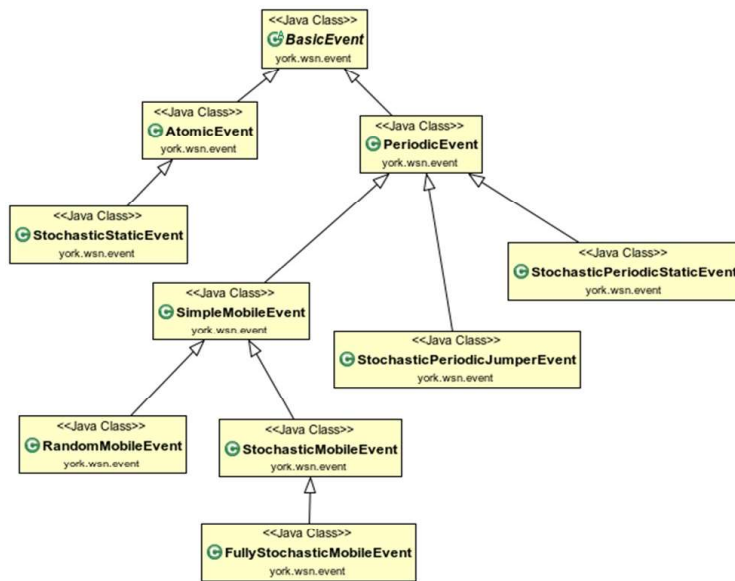 <<Java Class>>
BasicEvent
york.wsn.event
<<Java Class>>
AtomicEvent
york.wsn.event
<<Java Class>>
PeriodicEvent
york.wsn.event
<<Java Class>>
StochasticStaticEvent
york.wsn.event
<<Java Class>>
StochasticPeriodicStaticEvent
york.wsn.event
<<Java Class>>
SimpleMobileEvent
york.wsn.event
<<Java Class>>
StochasticPeriodicJumperEvent
york.wsn.event
<<Java Class>>
RandomMobileEvent
york.wsn.event
<<Java Class>>
StochasticMobileEvent
york.wsn.event
<<Java Class>>
FullyStochasticMobileEvent
york.wsn.event